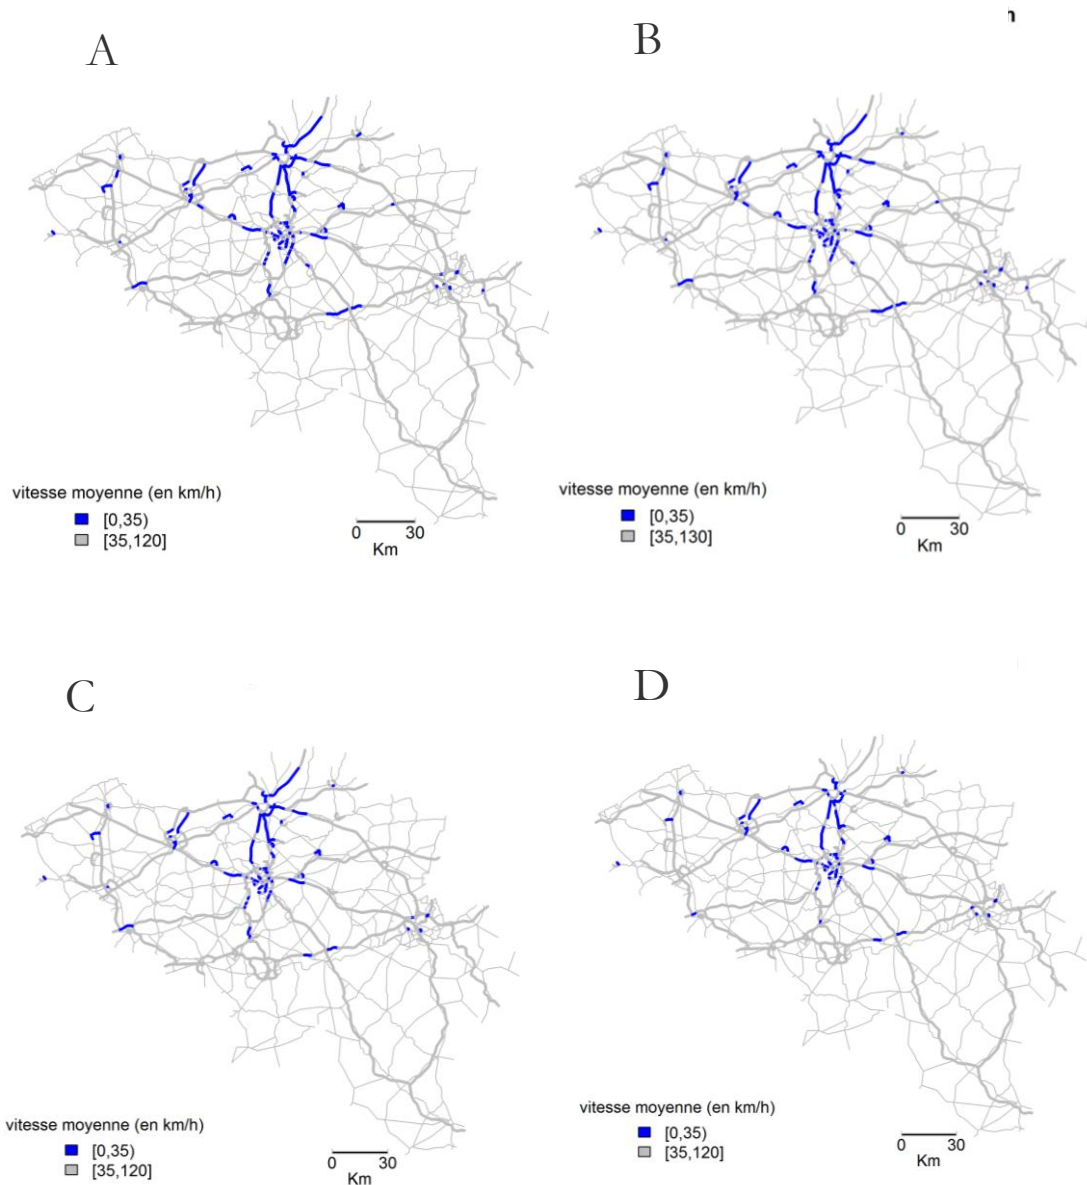 A
B
vitesse moyenne (en km/h)
[0,35)
[35,120]
0 30
Km
vitesse moyenne (en km/h)
[0,35)
[35,130]
0 30
Km
C
D
vitesse moyenne (en km/h)
[0,35)
[35,120]
0 30
Km
vitesse moyenne (en km/h)
[0,35)
[35,120]
0 30
Km